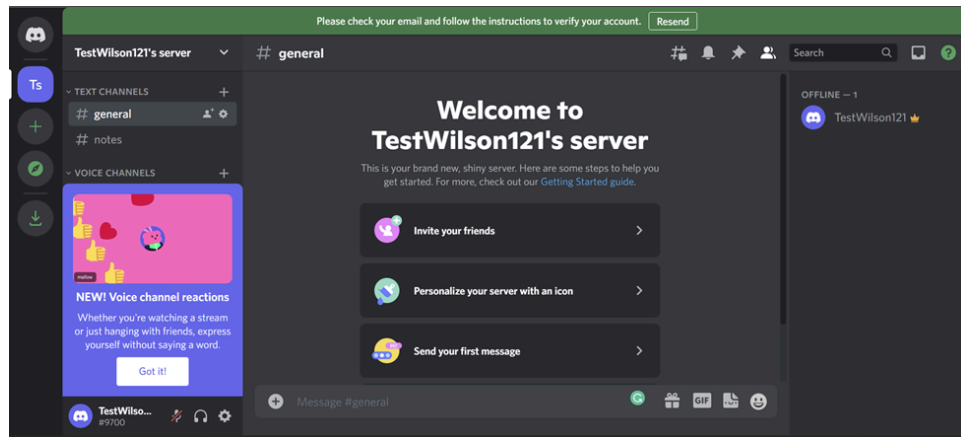 Please check your email and follow the instructions to verify your account. Resend
TestWilson121's server
general
Search
Ts
TEXT CHANNELS
general
notes
VOICE CHANNELS
mellow
NEW! Voice channel reactions
Whether you're watching a stream
or just hanging with friends, express
yourself without saying a word.
Got it!
TestWilso...
#9700
Welcome to
TestWilson121's server
This is your brand new, shiny server. Here are some steps to help you
get started. For more, check out our Getting Started guide.
Invite your friends
Personalize your server with an icon
Send your first message
Message #general
GIF
OFFLINE — 1
TestWilson121